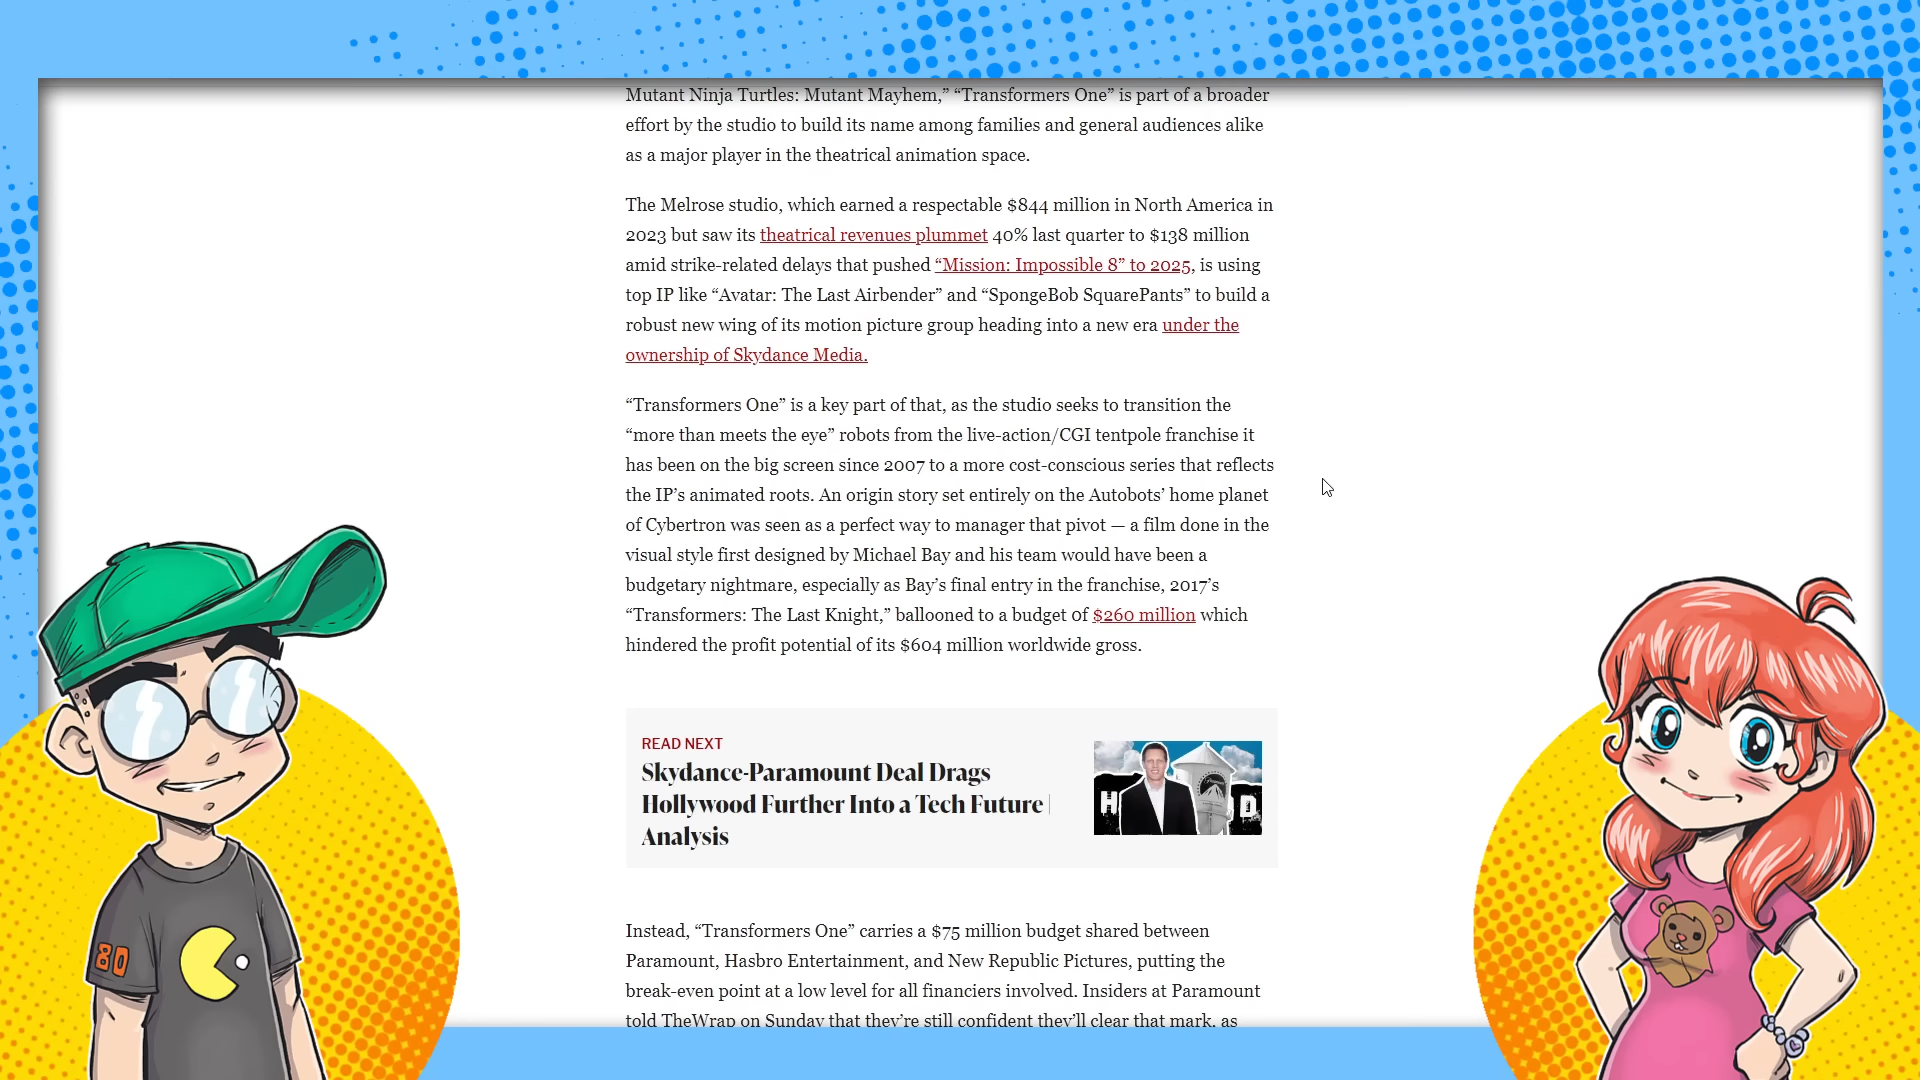 Mutant Ninja Turtles: Mutant Mayhem,” “Transformers One” is part of a broader
effort by the studio to build its name among families and general audiences alike
as a major player in the theatrical animation space.
The Melrose studio, which earned a respectable $844 million in North America in
2023 but saw its theatrical revenues plummet 40% last quarter to $138 million
amid strike-related delays that pushed “Mission: Impossible 8” to 2025, is using
top IP like “Avatar: The Last Airbender” and “SpongeBob SquarePants” to build a
robust new wing of its motion picture group heading into a new era under the
ownership of Skydance Media.
“Transformers One” is a key part of that, as the studio seeks to transition the
“more than meets the eye” robots from the live-action/CGI tentpole franchise it
has been on the big screen since 2007 to a more cost-conscious series that reflects
the IP’s animated roots. An origin story set entirely on the Autobots’ home planet
of Cybertron was seen as a perfect way to manager that pivot — a film done in the
visual style first designed by Michael Bay and his team would have been a
budgetary nightmare, especially as Bay’s final entry in the franchise, 2017’s
“Transformers: The Last Knight,” ballooned to a budget of $260 million which
hindered the profit potential of its $604 million worldwide gross.
READ NEXT
Skydance-Paramount Deal Drags
Hollywood Further Into a Tech Future |
Analysis
H D
80
Instead, “Transformers One” carries a $75 million budget shared between
Paramount, Hasbro Entertainment, and New Republic Pictures, putting the
break-even point at a low level for all financiers involved. Insiders at Paramount
told TheWrap on Sunday that they’re still confident they’ll clear that mark, as